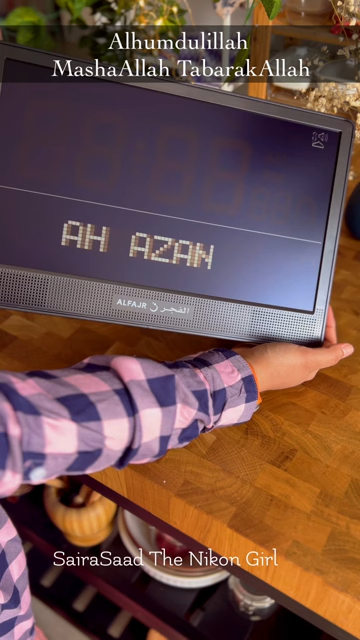 Alhumdulillah
MashaAllah TabarakAllah
AH AZAN
ALFAJR الفجر
SairaSaad The Nikon Girl